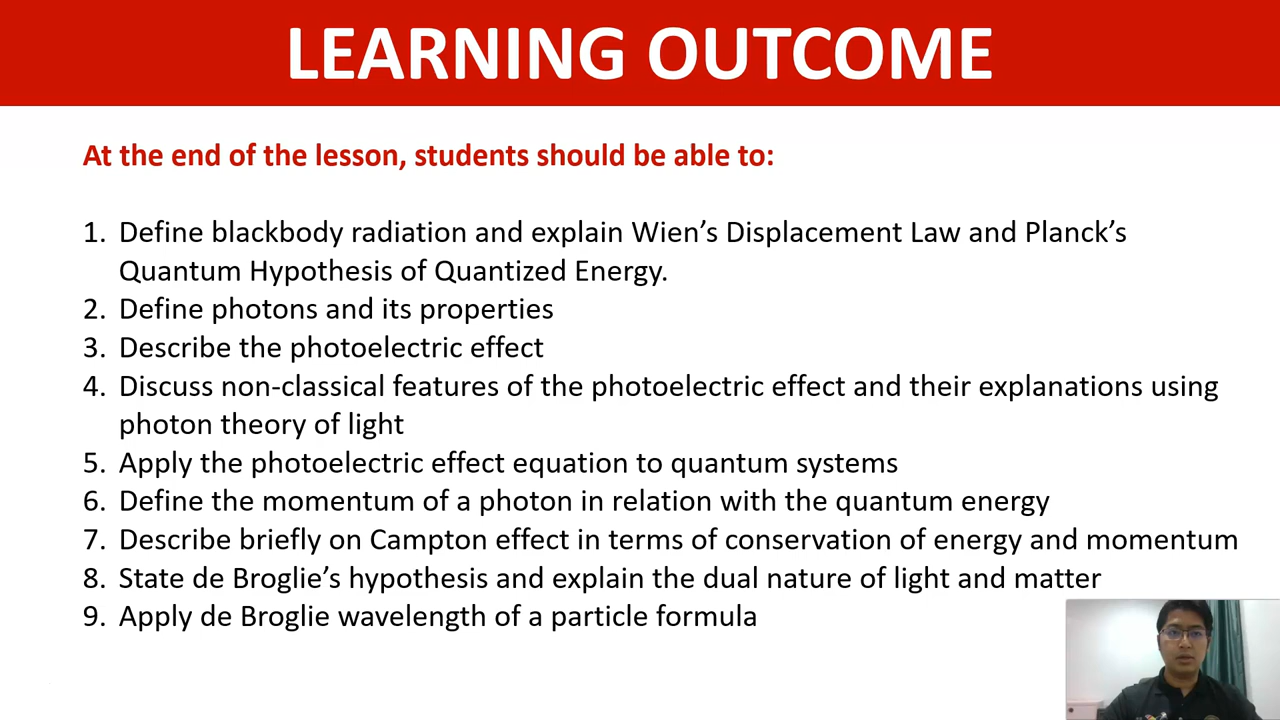 LEARNING OUTCOME
At the end of the lesson, students should be able to:
1. Define blackbody radiation and explain Wien’s Displacement Law and Planck’s
Quantum Hypothesis of Quantized Energy.
2. Define photons and its properties
3. Describe the photoelectric effect
4. Discuss non-classical features of the photoelectric effect and their explanations using
photon theory of light
5. Apply the photoelectric effect equation to quantum systems
6. Define the momentum of a photon in relation with the quantum energy
7. Describe briefly on Campton effect in terms of conservation of energy and momentum
8. State de Broglie’s hypothesis and explain the dual nature of light and matter
9. Apply de Broglie wavelength of a particle formula